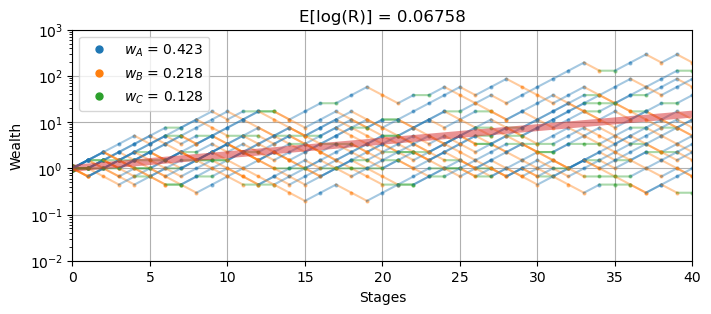 E[log(R)] = 0.06758
10³
10²
10¹
10⁰
10⁻¹
10⁻²
Wealth
w_A = 0.423
w_B = 0.218
w_C = 0.128
0 5 10 15 20 25 30 35 40
Stages